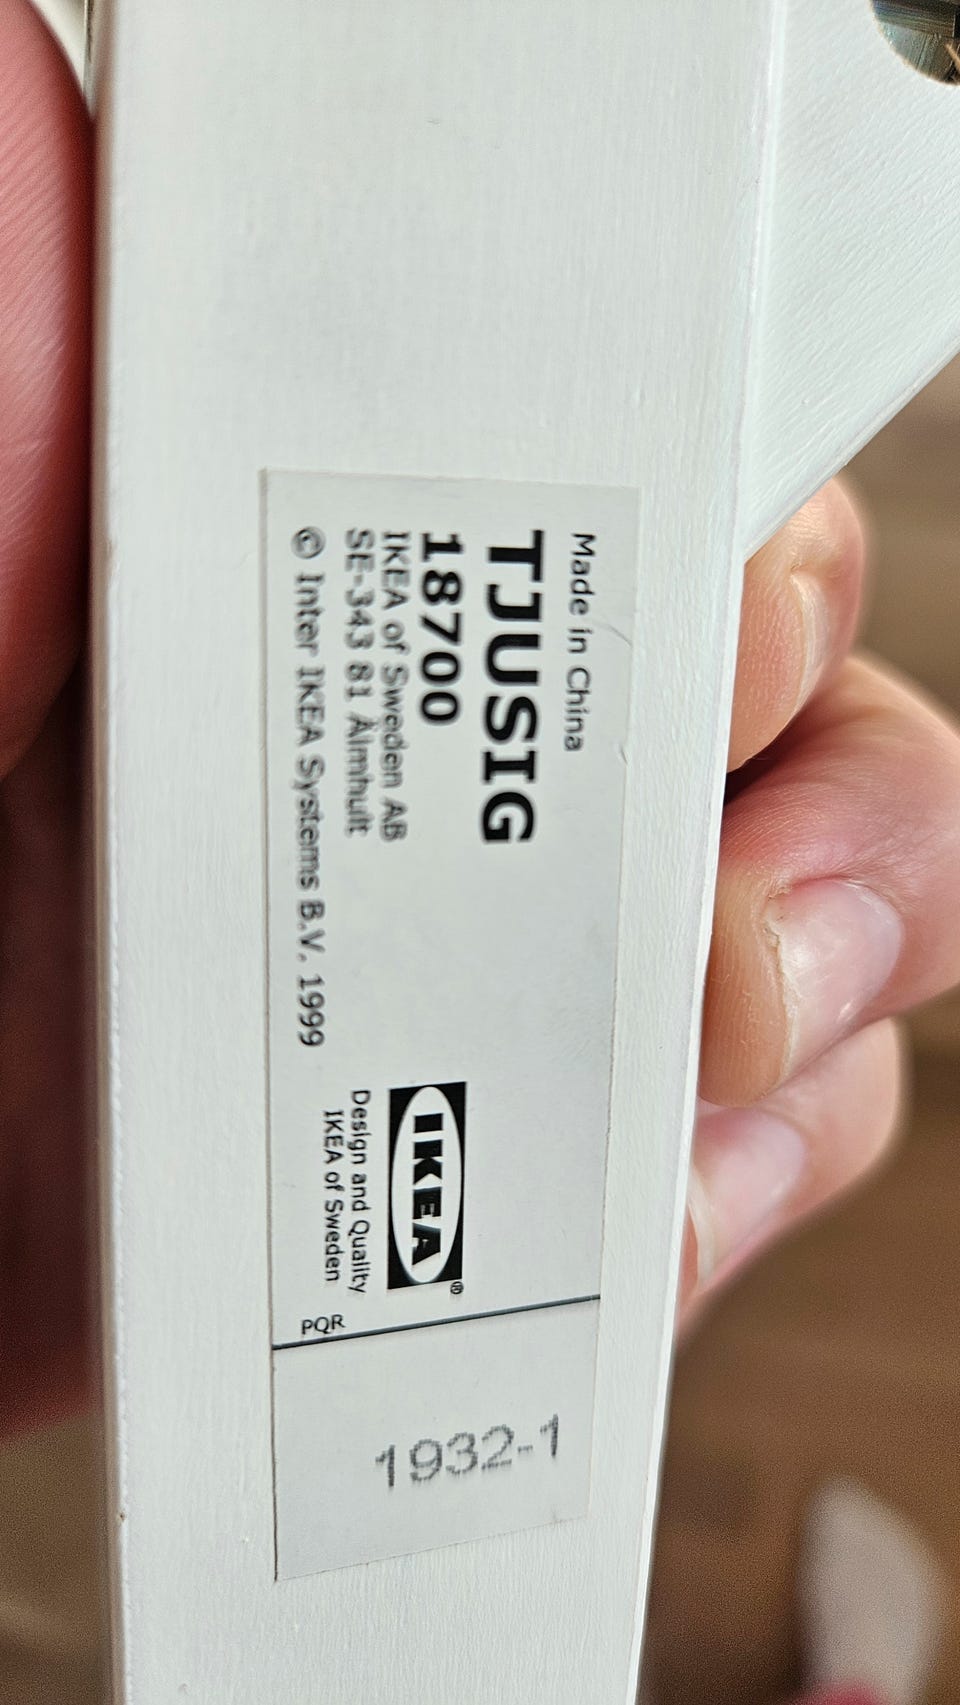 Made in China
TJUSIG
18700
IKEA of Sweden AB
SE-343 81 Älmhult
© Inter IKEA Systems B.V. 1999
IKEA®
Design and Quality
IKEA of Sweden
PQR
1932-1